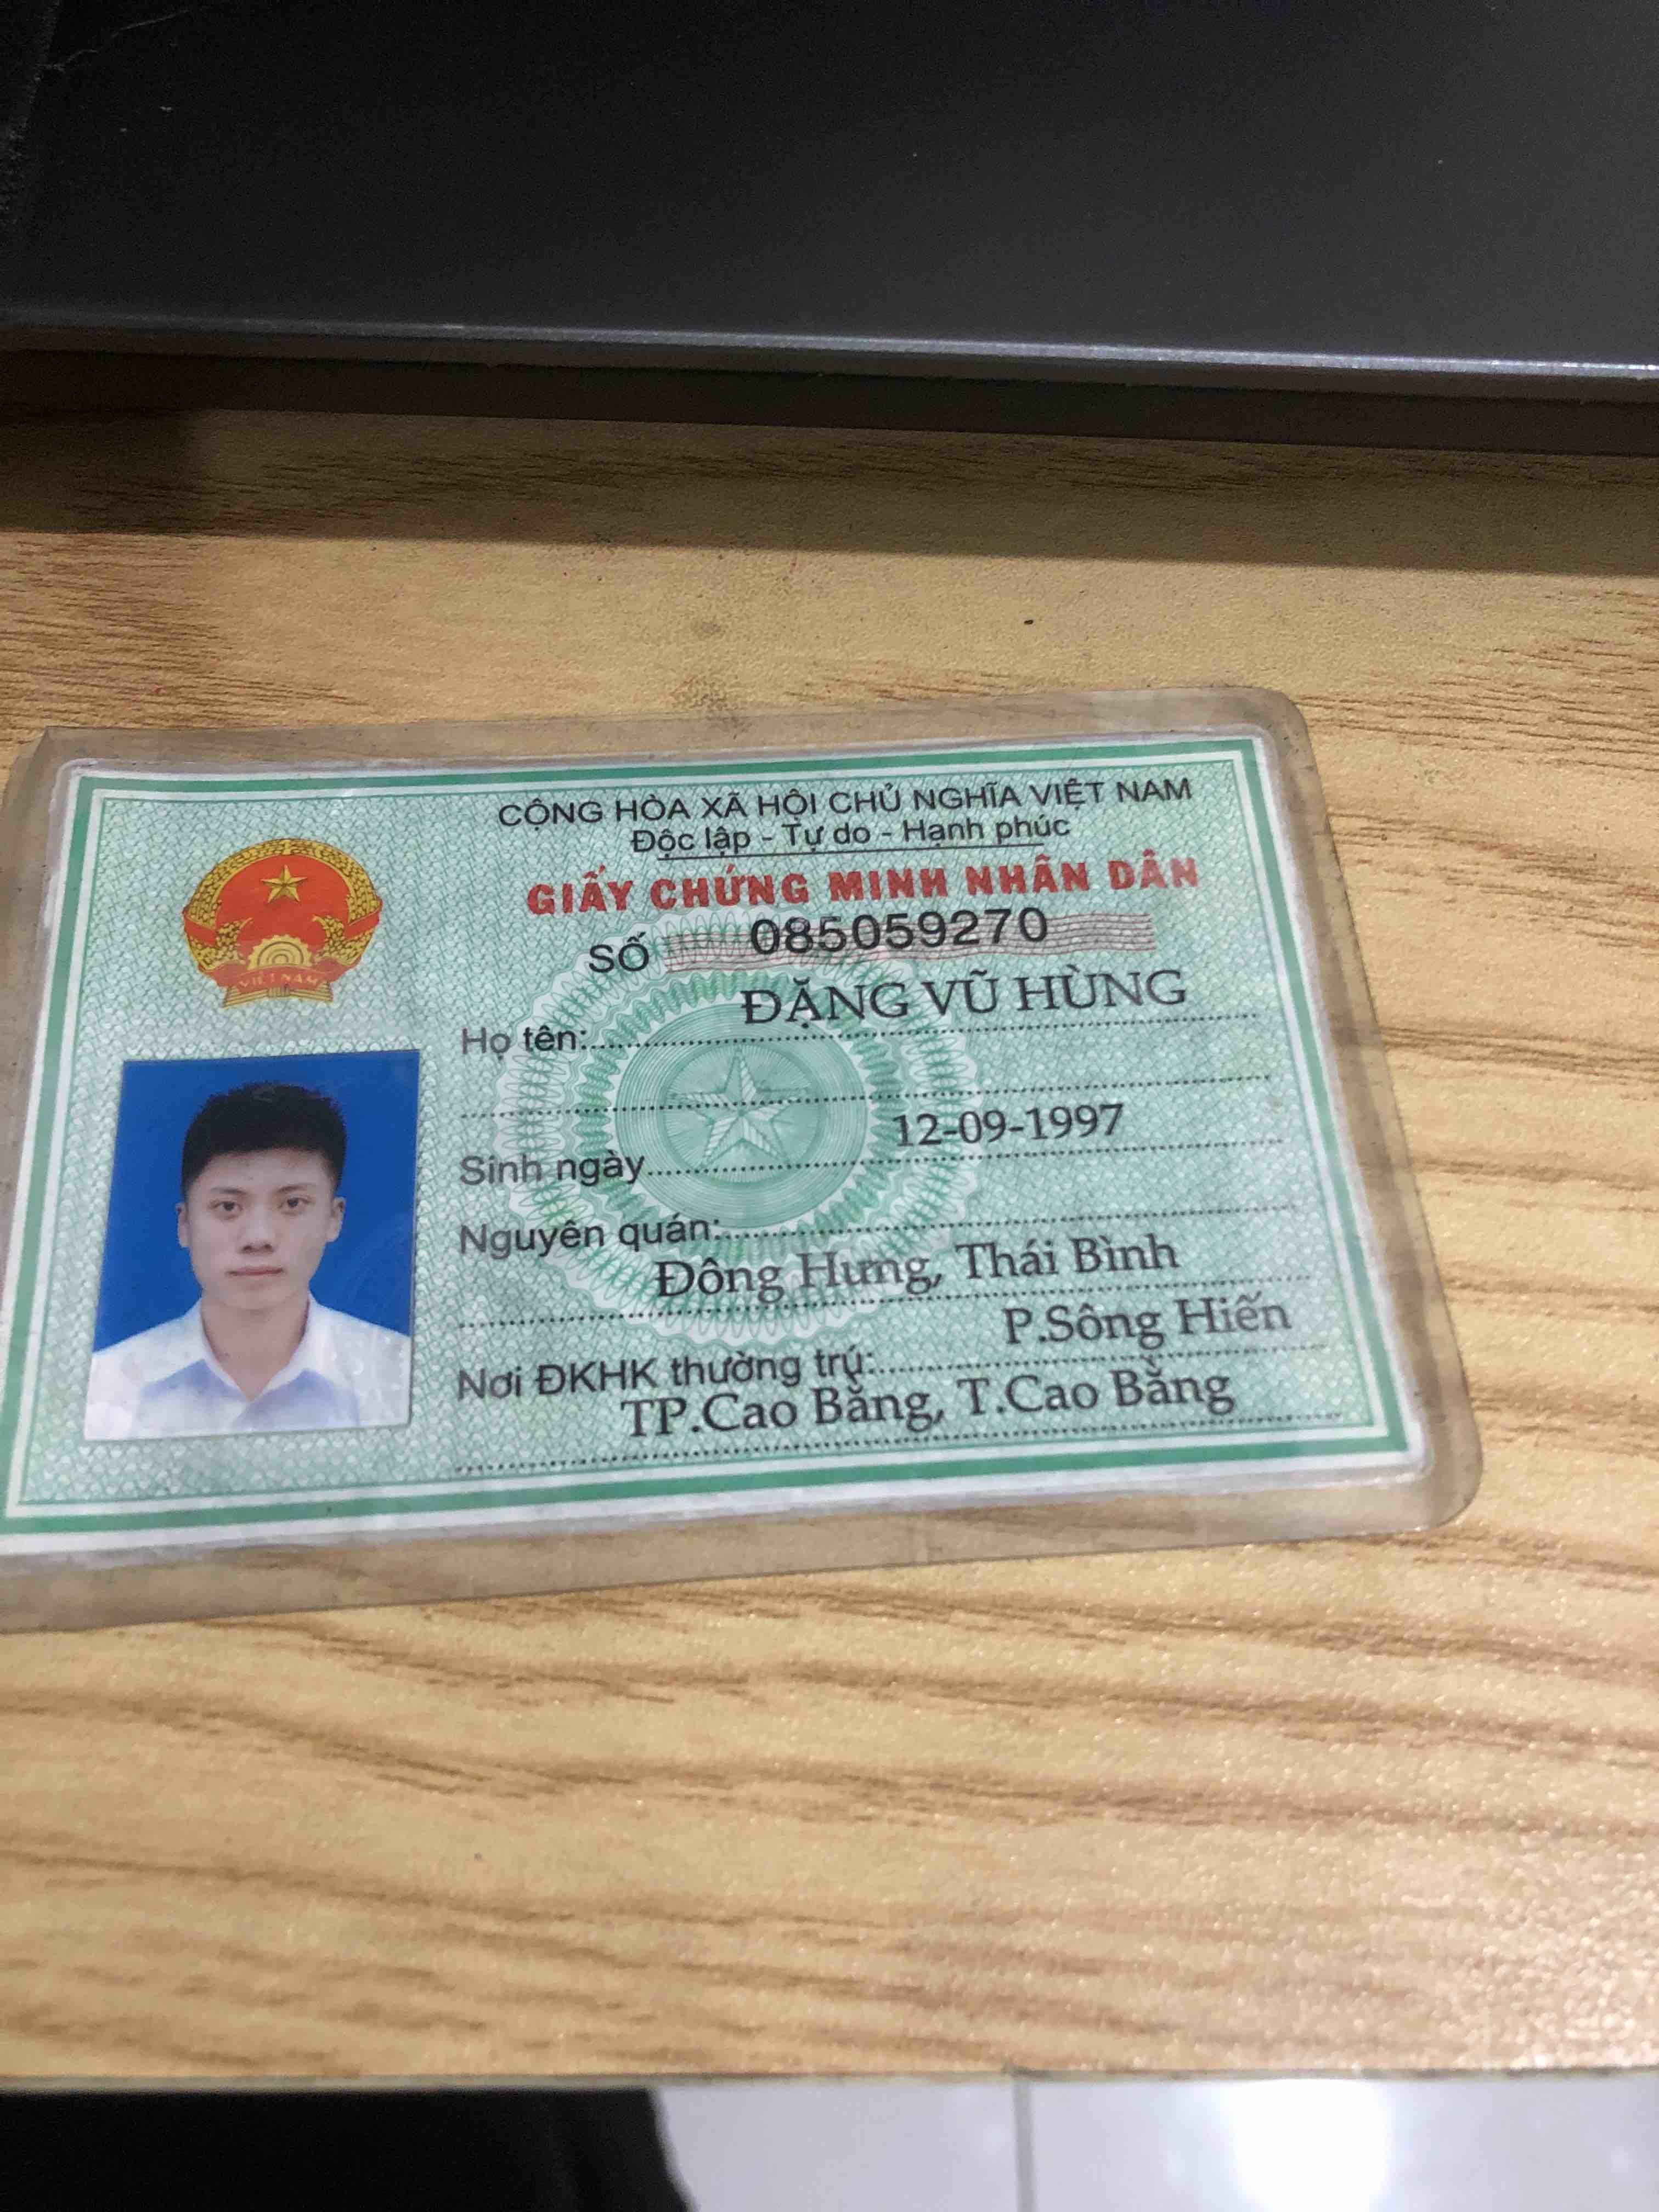 CỘNG HÒA XÃ HỘI CHỦ NGHĨA VIỆT NAM
Độc lập - Tự do - Hạnh phúc
GIẤY CHỨNG MINH NHÂN DÂN
SỐ 085059270
Họ tên: ĐẶNG VŨ HÙNG
Sinh ngày 12-09-1997
Nguyên quán:
Đông Hưng, Thái Bình
Nơi ĐKHK thường trú: P.Sông Hiến
TP.Cao Bằng, T.Cao Bằng
VIỆT NAM